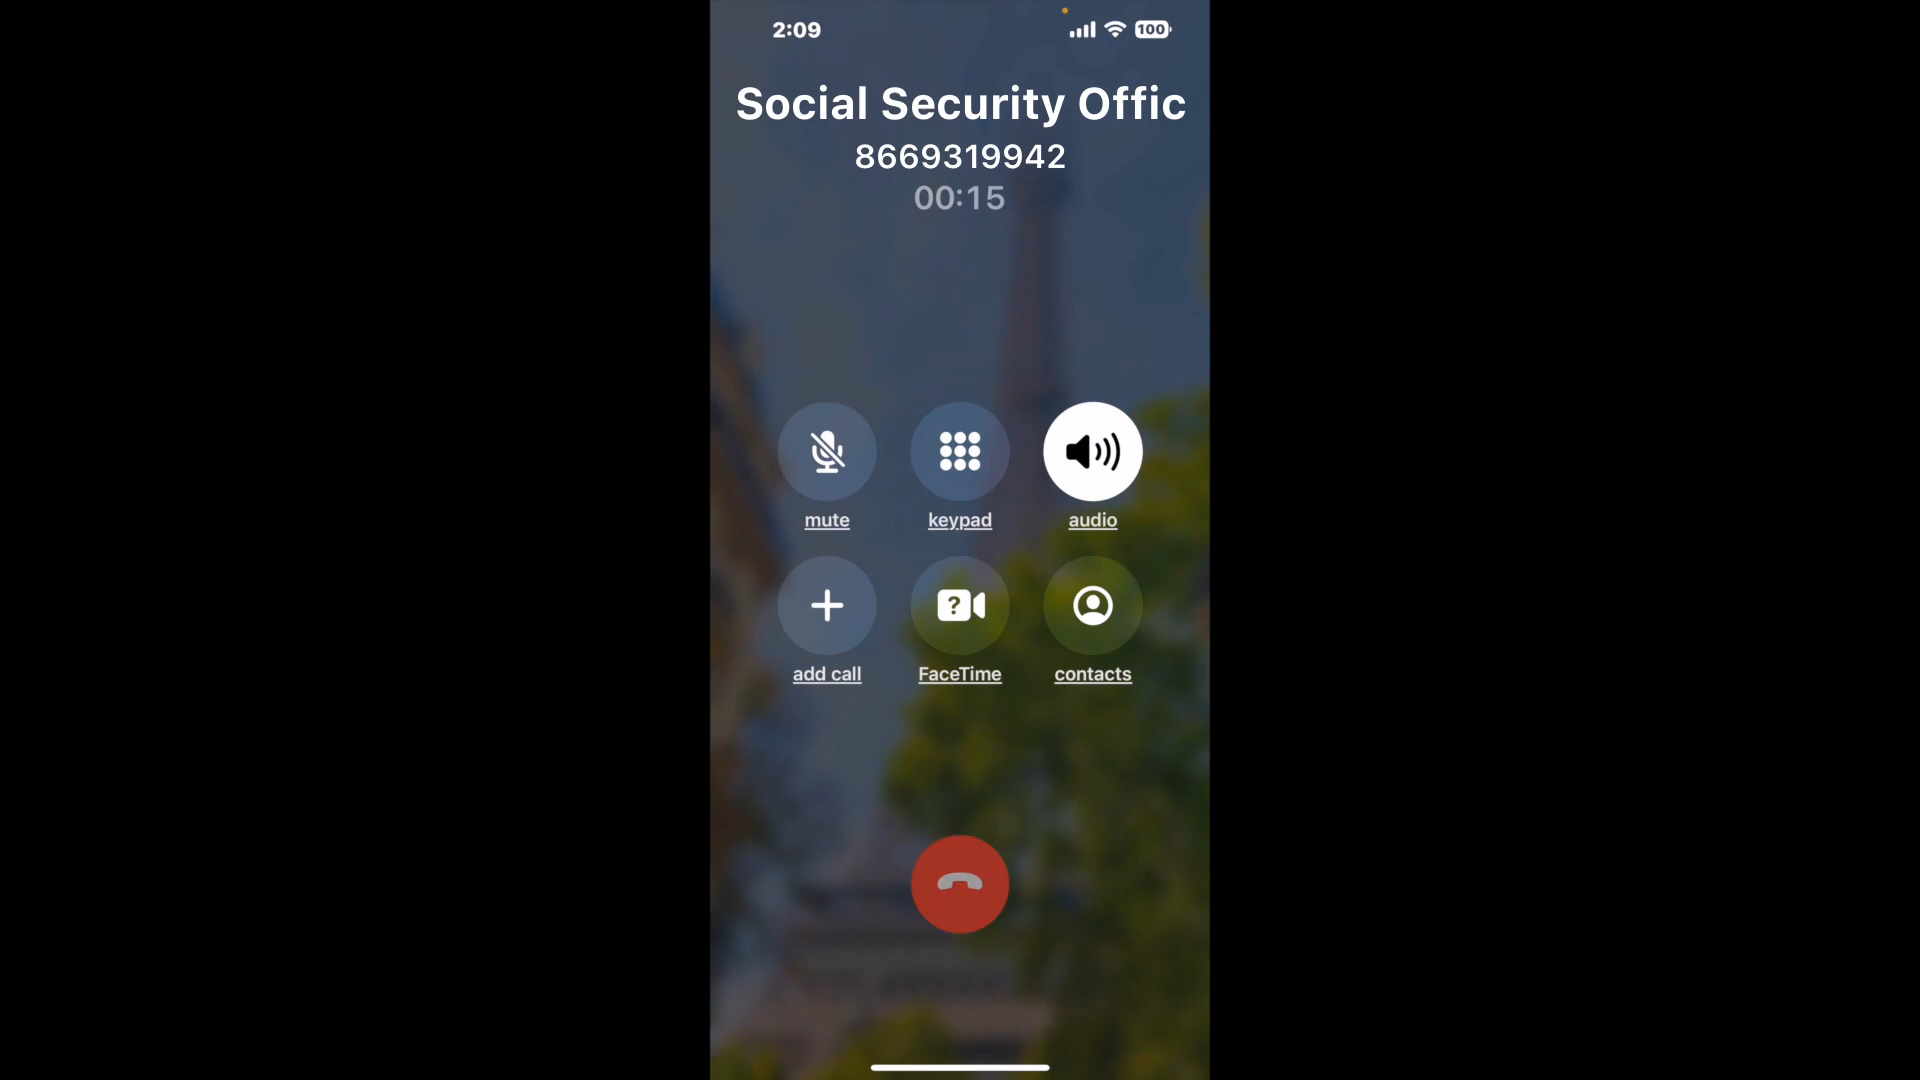 2:09
100
Social Security Offic
8669319942
00:15
mute keypad audio
?
add call FaceTime contacts